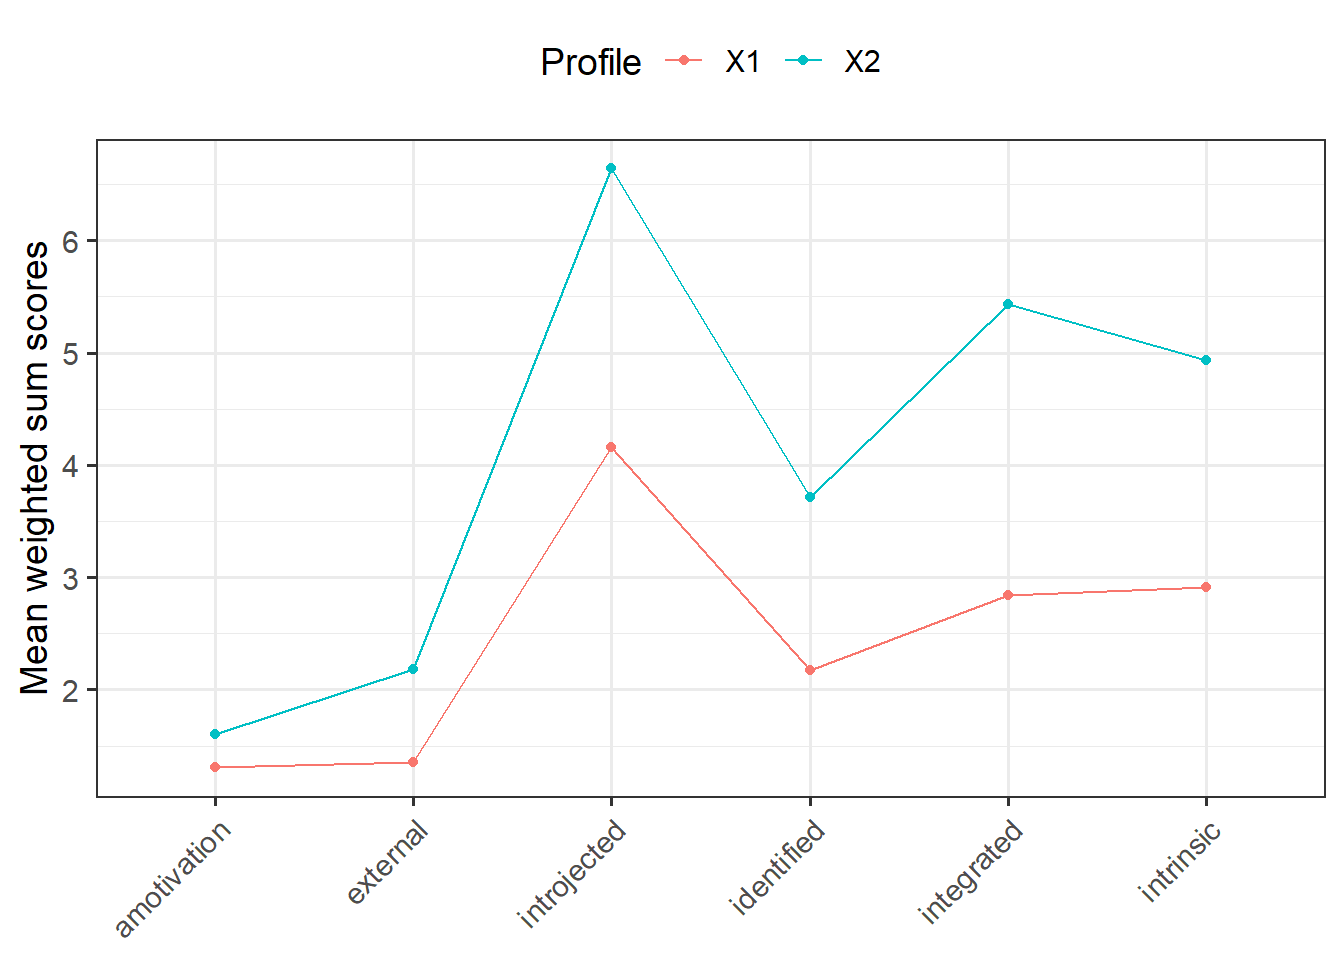 Profile X1 X2
Mean weighted sum scores
6
5
4
3
2
amotivation
external
introjected
identified
integrated
intrinsic